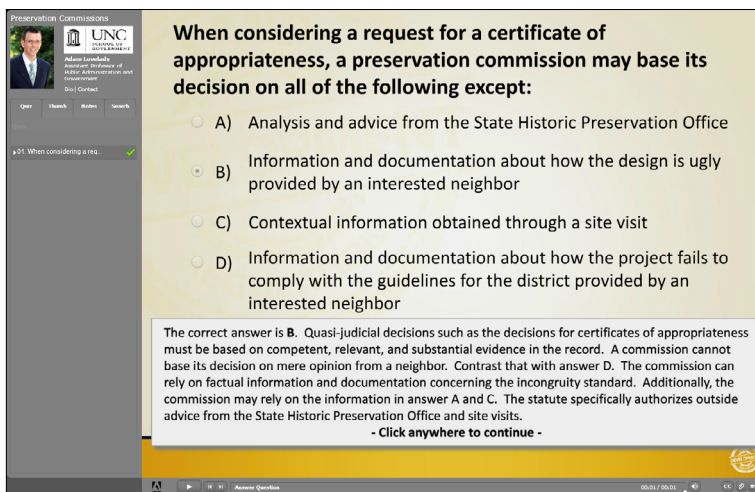 Preservation Commissions
UNC
SCHOOL OF
GOVERNMENT
Adam Lovelady
Assistant Professor of
Public Administration and
Government
Bio | Contact
Quiz Thumb Notes Search
Quiz
01. When considering a req...
When considering a request for a certificate of
appropriateness, a preservation commission may base its
decision on all of the following except:
A) Analysis and advice from the State Historic Preservation Office
B) Information and documentation about how the design is ugly
provided by an interested neighbor
C) Contextual information obtained through a site visit
D) Information and documentation about how the project fails to
comply with the guidelines for the district provided by an
interested neighbor
The correct answer is B. Quasi-judicial decisions such as the decisions for certificates of appropriateness
must be based on competent, relevant, and substantial evidence in the record. A commission cannot
base its decision on mere opinion from a neighbor. Contrast that with answer D. The commission can
rely on factual information and documentation concerning the incongruity standard. Additionally, the
commission may rely on the information in answer A and C. The statute specifically authorizes outside
advice from the State Historic Preservation Office and site visits.
- Click anywhere to continue -
Answer Question
00:01 / 00:01
CC